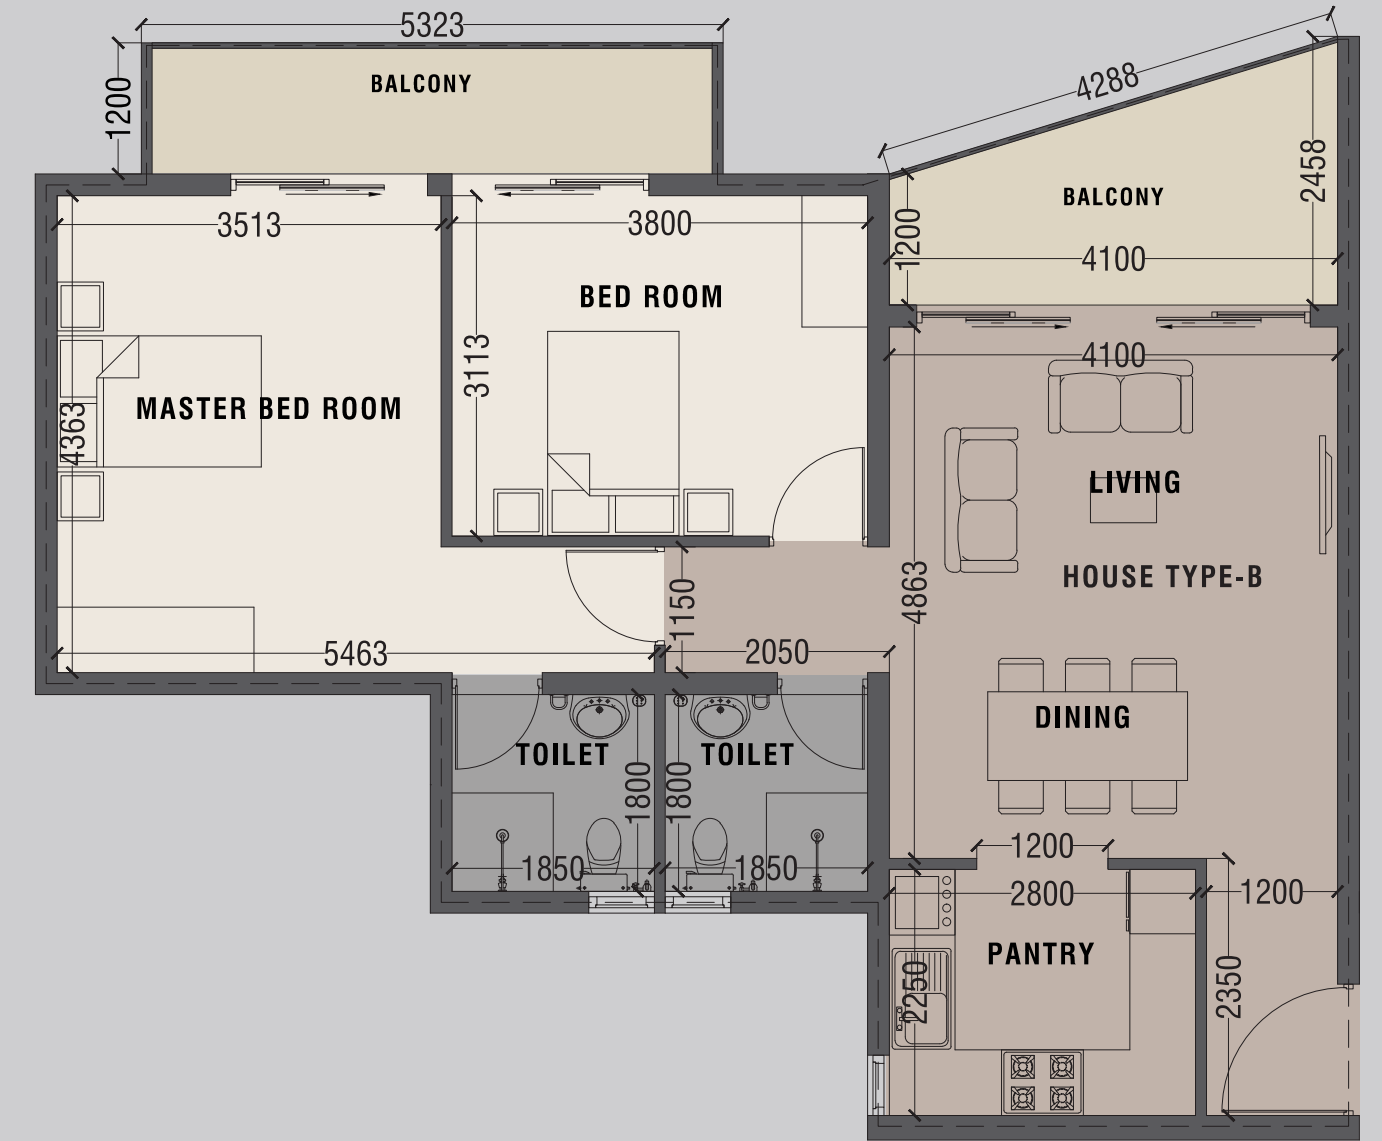 5323
1200
BALCONY
4288
2458
BALCONY
1200
4100
3513
3800
BED ROOM
3113
4100
MASTER BED ROOM
4363
LIVING
HOUSE TYPE-B
4863
1150
5463
2050
DINING
TOILET
TOILET
1800
1800
1850
1850
1200
2800
1200
PANTRY
2250
2350